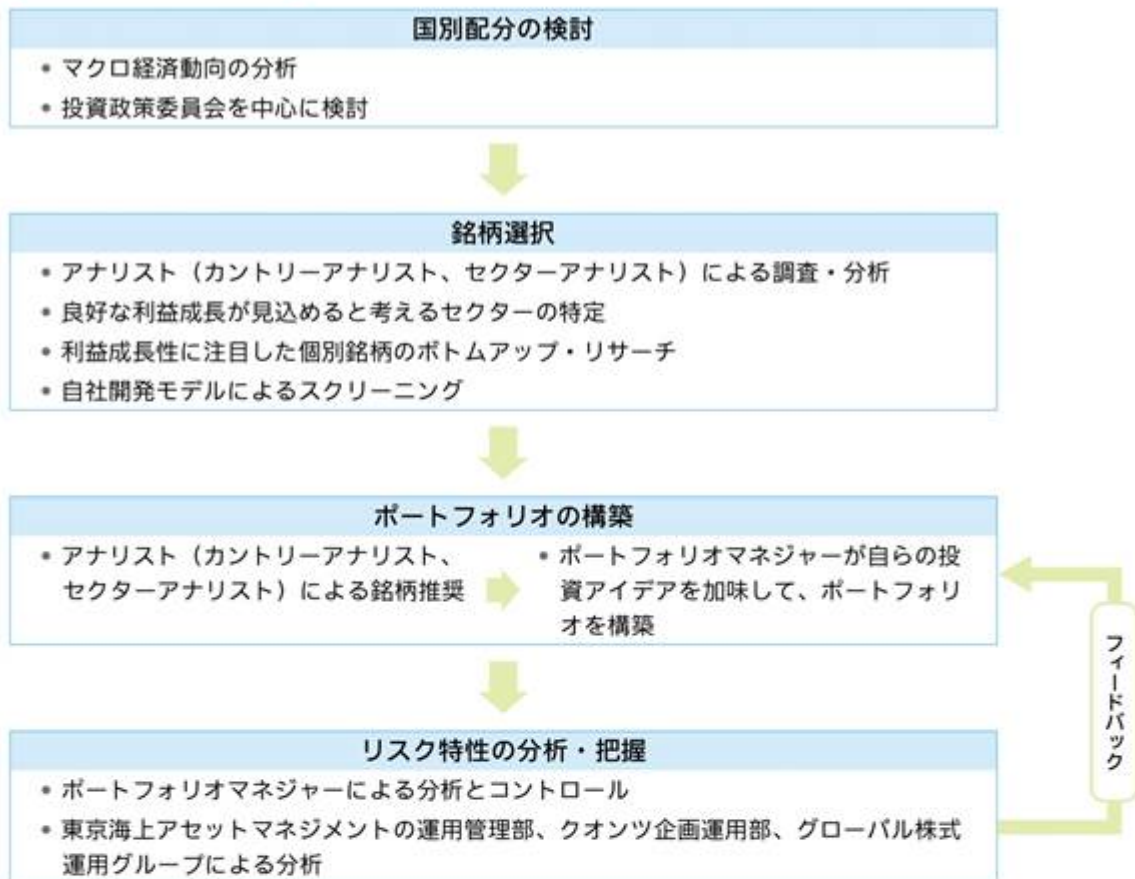 国別配分の検討
• マクロ経済動向の分析
• 投資政策委員会を中心に検討
銘柄選択
• アナリスト（カントリーアナリスト、セクターアナリスト）による調査・分析
• 良好な利益成長が見込めると考えるセクターの特定
• 利益成長性に注目した個別銘柄のボトムアップ・リサーチ
• 自社開発モデルによるスクリーニング
ポートフォリオの構築
• アナリスト（カントリーアナリスト、
セクターアナリスト）による銘柄推奨
• ポートフォリオマネジャーが自らの投
資アイデアを加味して、ポートフォリ
オを構築
フィードバック
リスク特性の分析・把握
• ポートフォリオマネジャーによる分析とコントロール
• 東京海上アセットマネジメントの運用管理部、クオンツ企画運用部、グローバル株式
運用グループによる分析